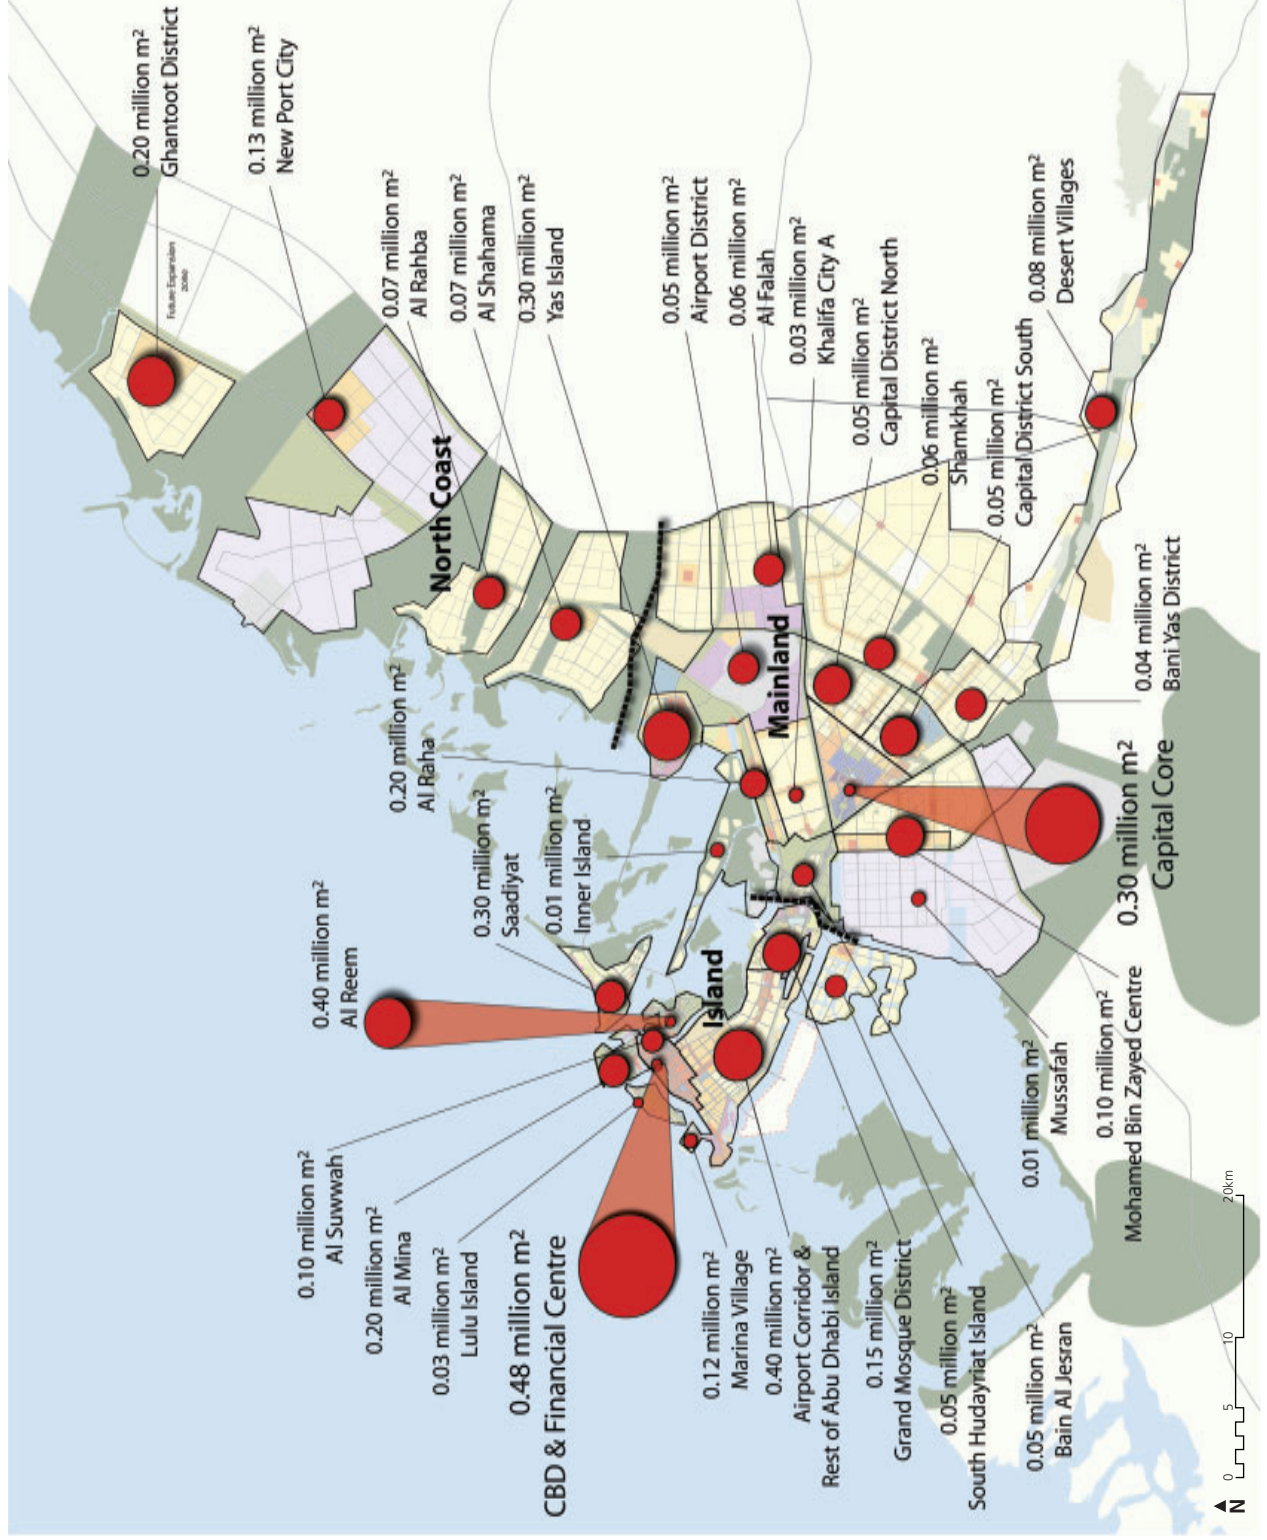 0.20 million m²
Ghantoot District
Future Expansion
zone
0.13 million m²
New Port City
0.07 million m²
Al Rahba
0.07 million m²
Al Shahama
0.30 million m²
Yas Island
0.05 million m²
Airport District
0.06 million m²
Al Falah
0.03 million m²
Khalifa City A
0.05 million m²
Capital District North
0.06 million m²
Shamkhah
0.05 million m²
Capital District South
0.08 million m²
Desert Villages
North Coast
Mainland
Island
0.04 million m²
Bani Yas District
0.20 million m²
Al Raha
0.30 million m²
Saadiyat
0.01 million m²
Inner Island
0.40 million m²
Al Reem
0.30 million m²
Capital Core
0.10 million m²
Al Suwwah
0.20 million m²
Al Mina
0.03 million m²
Lulu Island
0.48 million m²
CBD & Financial Centre
0.12 million m²
Marina Village
0.40 million m²
Airport Corridor &
Rest of Abu Dhabi Island
0.15 million m²
Grand Mosque District
0.05 million m²
South Hudayriat Island
0.05 million m²
Bain Al Jesran
0.01 million m²
Mussafah
0.10 million m²
Mohamed Bin Zayed Centre
N
0 5 10 20km